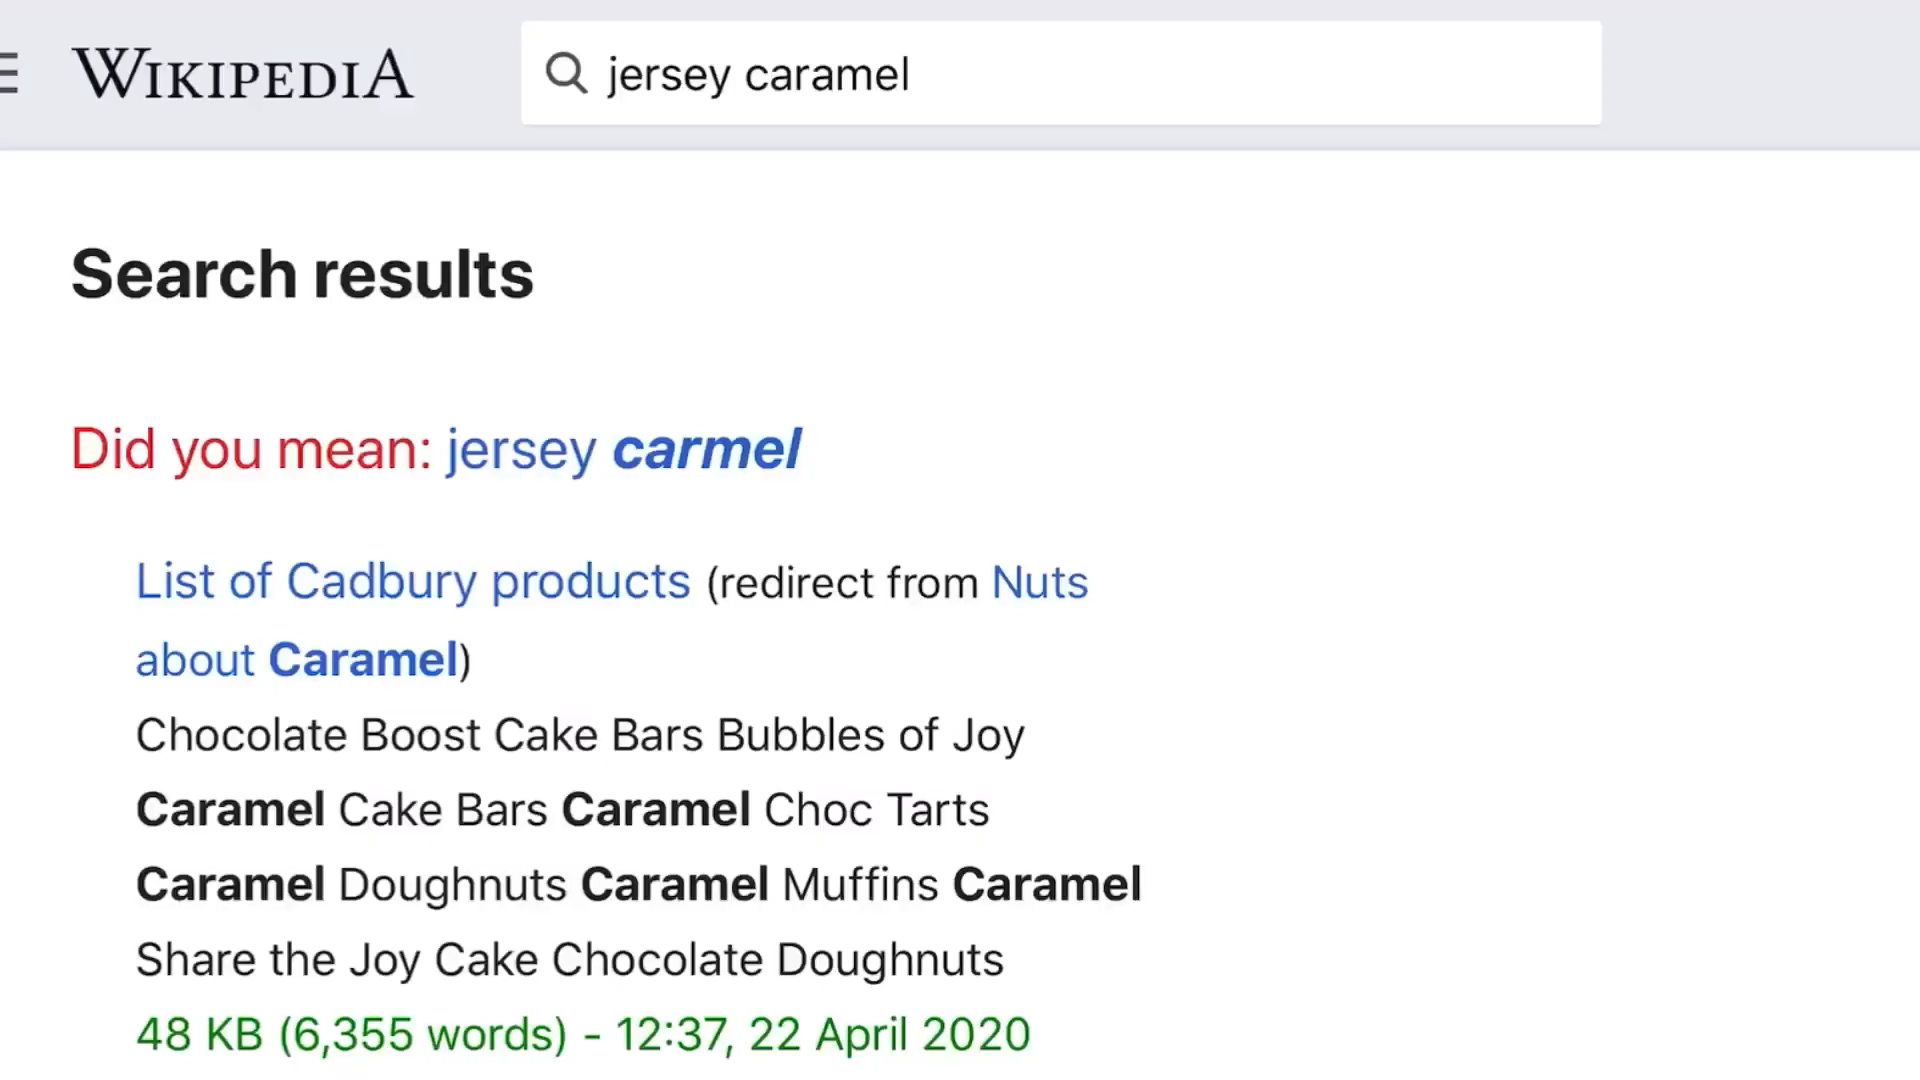 WIKIPEDIA
jersey caramel
Search results
Did you mean: jersey carmel
List of Cadbury products (redirect from Nuts
about Caramel)
Chocolate Boost Cake Bars Bubbles of Joy
Caramel Cake Bars Caramel Choc Tarts
Caramel Doughnuts Caramel Muffins Caramel
Share the Joy Cake Chocolate Doughnuts
48 KB (6,355 words) - 12:37, 22 April 2020